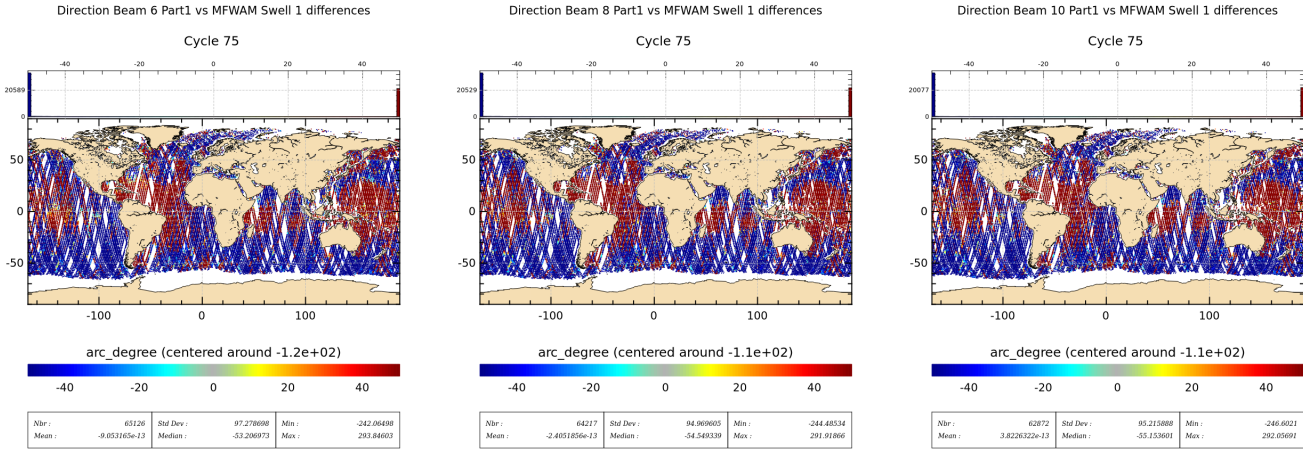 Direction Beam 6 Part1 vs MFWAM Swell 1 differences
Cycle 75
-40 -20 0 20 40
20589
0
50
0
-50
-100 0 100
arc_degree (centered around -1.2e+02)
-40 -20 0 20 40
Nbr : 65126 Std Dev : 97.278698 Min : -242.06498
Mean : -9.053165e-13 Median : -53.206973 Max : 293.84603
Direction Beam 8 Part1 vs MFWAM Swell 1 differences
Cycle 75
-40 -20 0 20 40
20529
0
50
0
-50
-100 0 100
arc_degree (centered around -1.1e+02)
-40 -20 0 20 40
Nbr : 64217 Std Dev : 94.969605 Min : -244.48534
Mean : -2.4051856e-13 Median : -54.549339 Max : 291.91866
Direction Beam 10 Part1 vs MFWAM Swell 1 differences
Cycle 75
-40 -20 0 20 40
20077
0
50
0
-50
-100 0 100
arc_degree (centered around -1.1e+02)
-40 -20 0 20 40
Nbr : 62872 Std Dev : 95.215888 Min : -246.6021
Mean : 3.8226322e-13 Median : -55.153601 Max : 292.05691